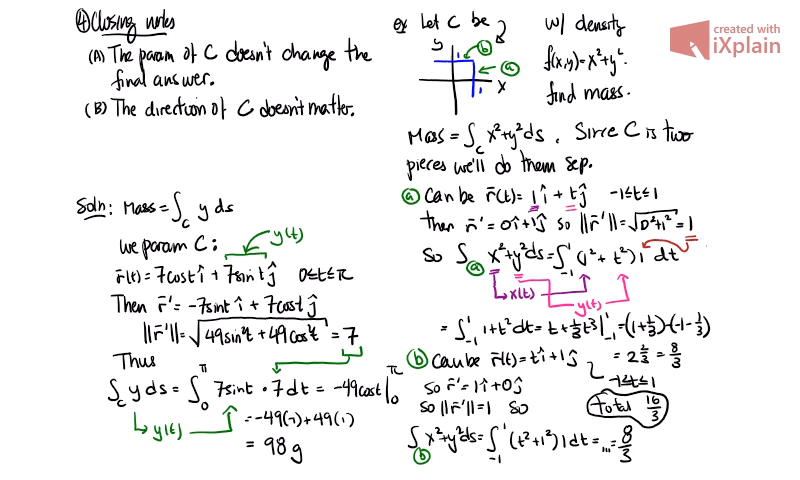 ④ Closing notes
(A) The param of C doesn't change the
final answer.
(B) The direction of C doesn't matter.
Soln: Mass = ∫_C y ds
We param C:
y(t)
r̄(t) = 7cost î + 7sint ĵ   0≤t≤π
Then r̄' = -7sint î + 7cost ĵ
||r̄'|| = √(49sin²t + 49cos²t) = 7
Thus
∫_C y ds = ∫_0^π 7sint · 7 dt = -49cost |_0^π
y(t)
= -49(-1) + 49(1)
= 98 g
ex Let C be
w/ density
f(x,y) = x²+y².
find mass.
y
1
ⓑ
ⓐ
x
1
Mass = ∫_C x²+y² ds. Since C is two
pieces we'll do them sep.
ⓐ Can be r̄(t) = 1î + tĵ   -1≤t≤1
Then r̄' = 0î+1ĵ so ||r̄'|| = √(0²+1²) = 1
So ∫_ⓐ x²+y² ds = ∫_-1^1 (1² + t²) 1 dt
x(t)
y(t)
= ∫_-1^1 1+t² dt = t + 1/3 t³ |_-1^1 = (1+1/3) - (-1-1/3)
= 2 2/3 = 8/3
ⓑ Can be r̄(t) = tî + 1ĵ
-1≤t≤1
So r̄' = 1î+0ĵ
so ||r̄'|| = 1 so
Total 16/3
∫_ⓑ x²+y² ds = ∫_-1^1 (t²+1²) 1 dt = ... = 8/3
created with
iXplain